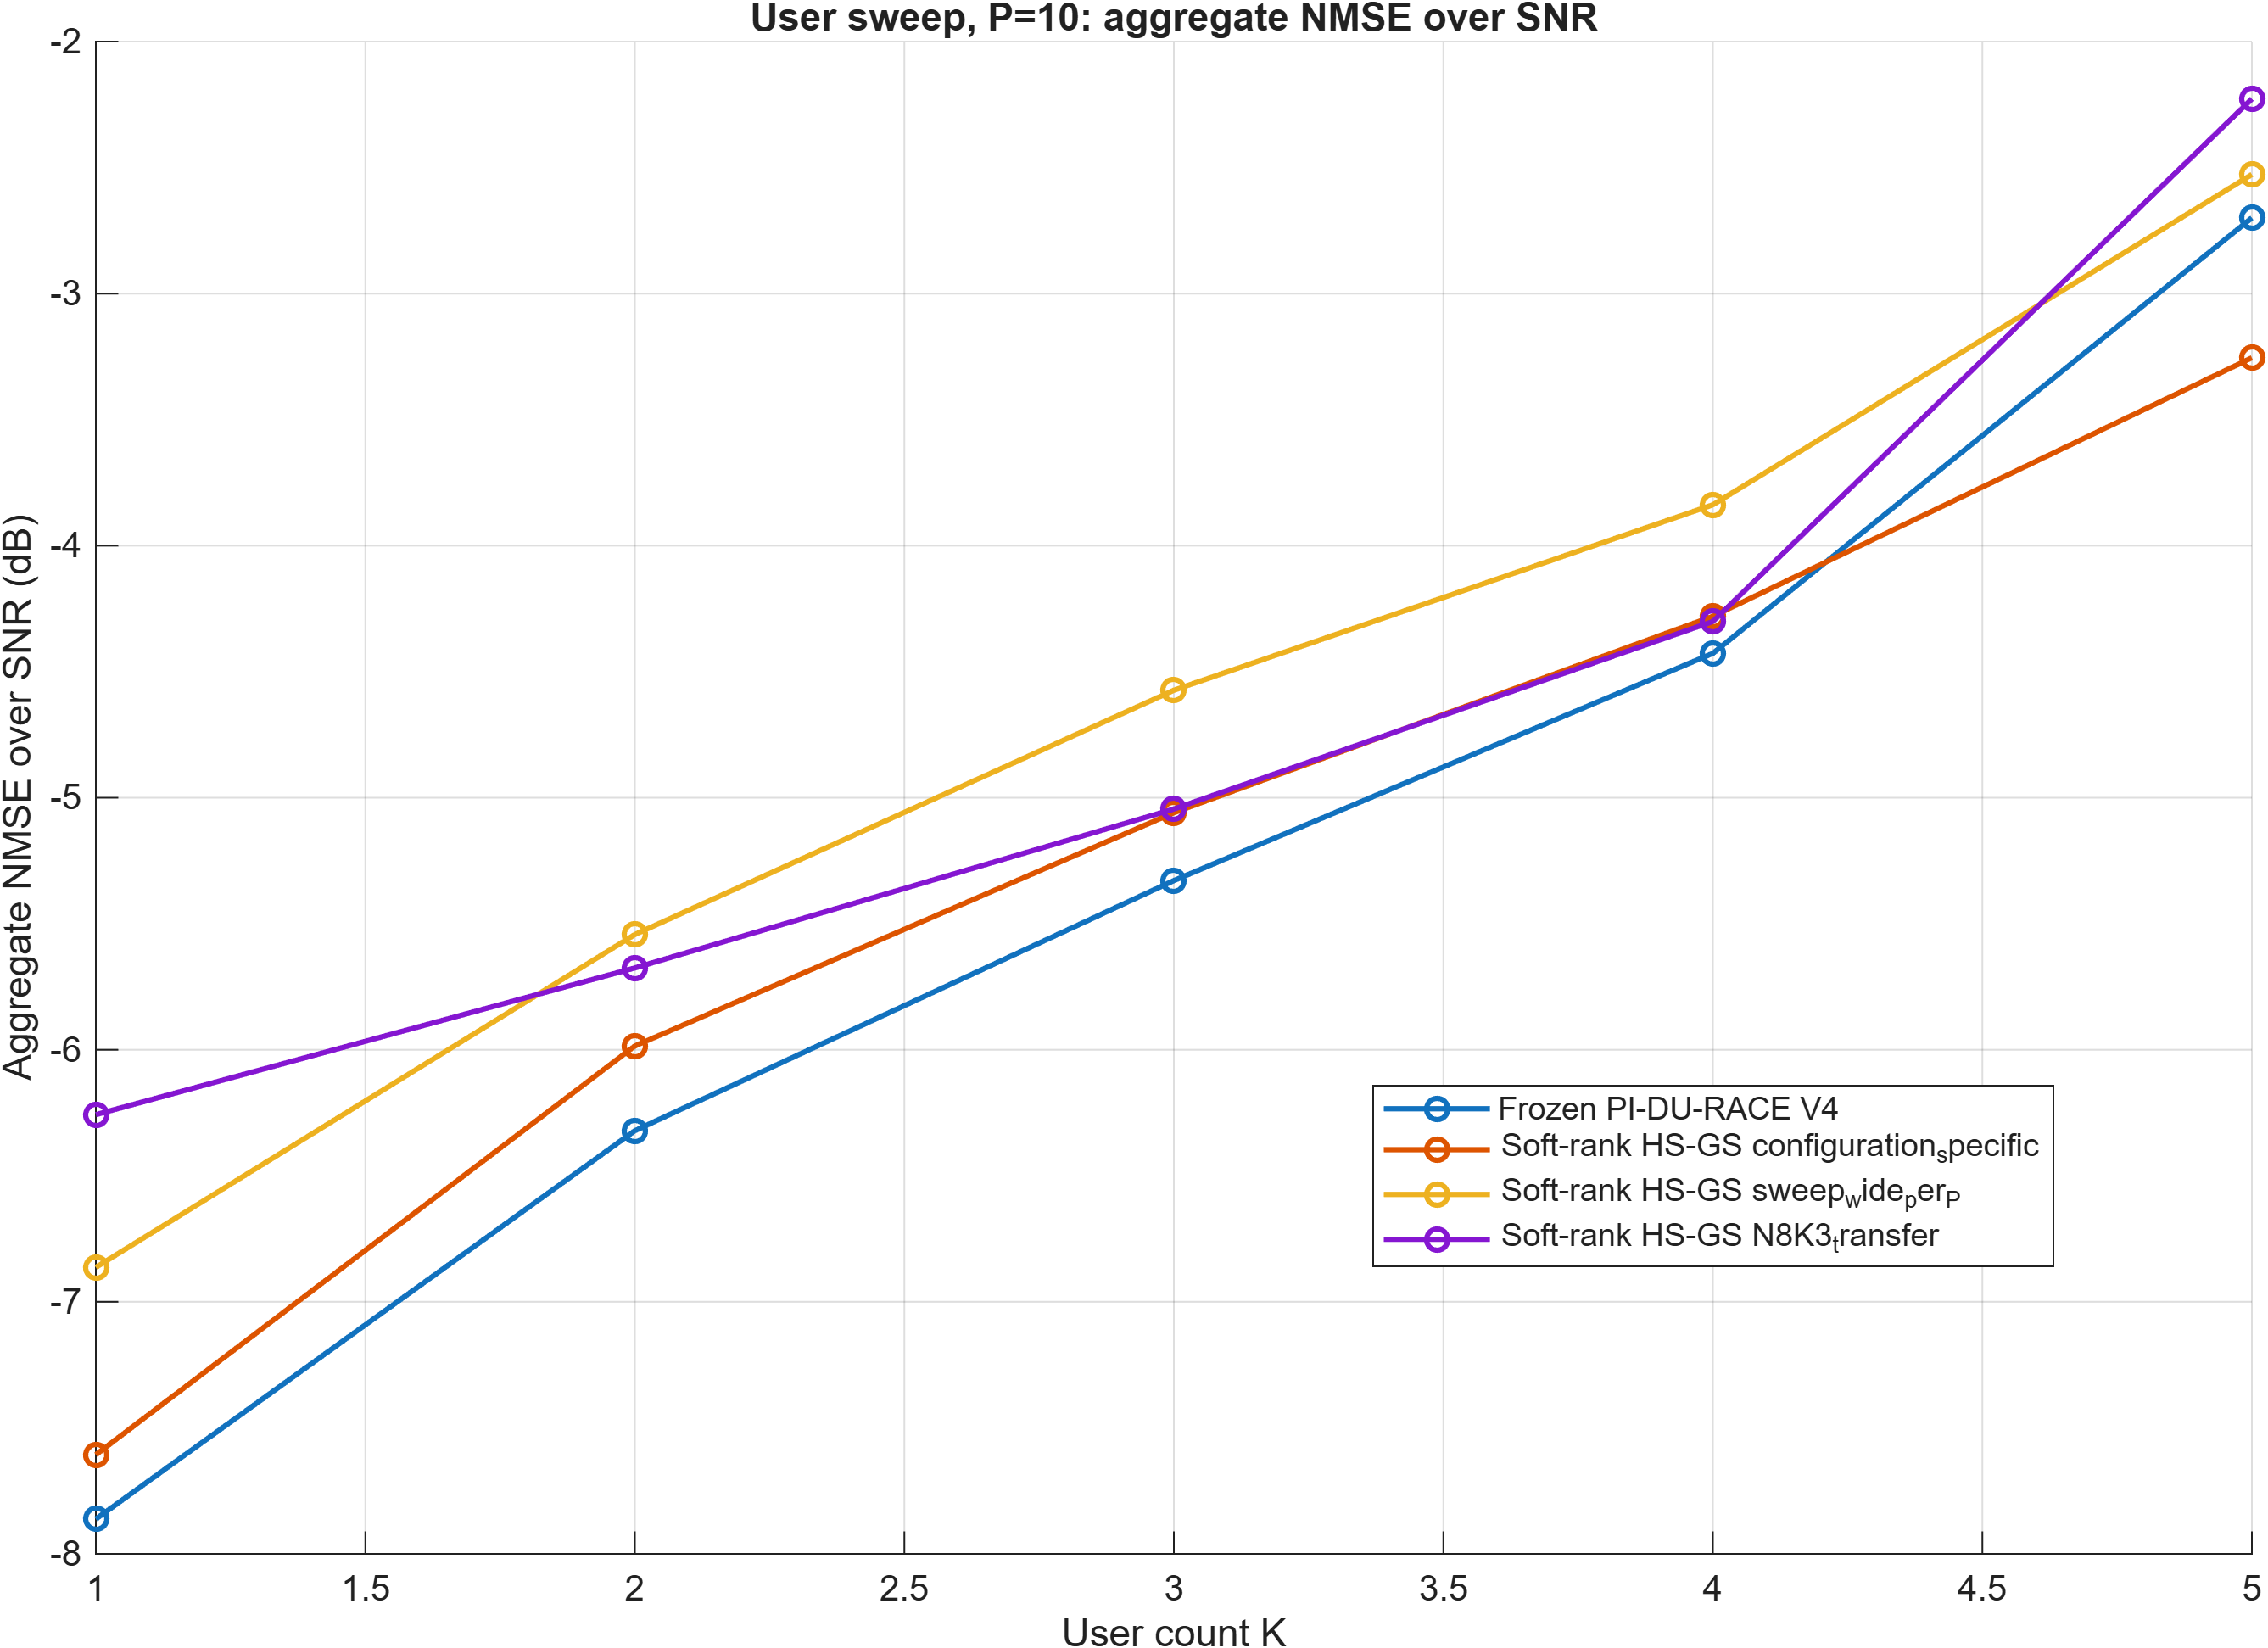 User sweep, P=10: aggregate NMSE over SNR
Aggregate NMSE over SNR (dB)
-2
-3
-4
-5
-6
-7
-8
Frozen PI-DU-RACE V4
Soft-rank HS-GS configurationₛpecific
Soft-rank HS-GS sweep_wideₚer_P
Soft-rank HS-GS N8K3ₜransfer
1
1.5
2
2.5
3
3.5
4
4.5
5
User count K